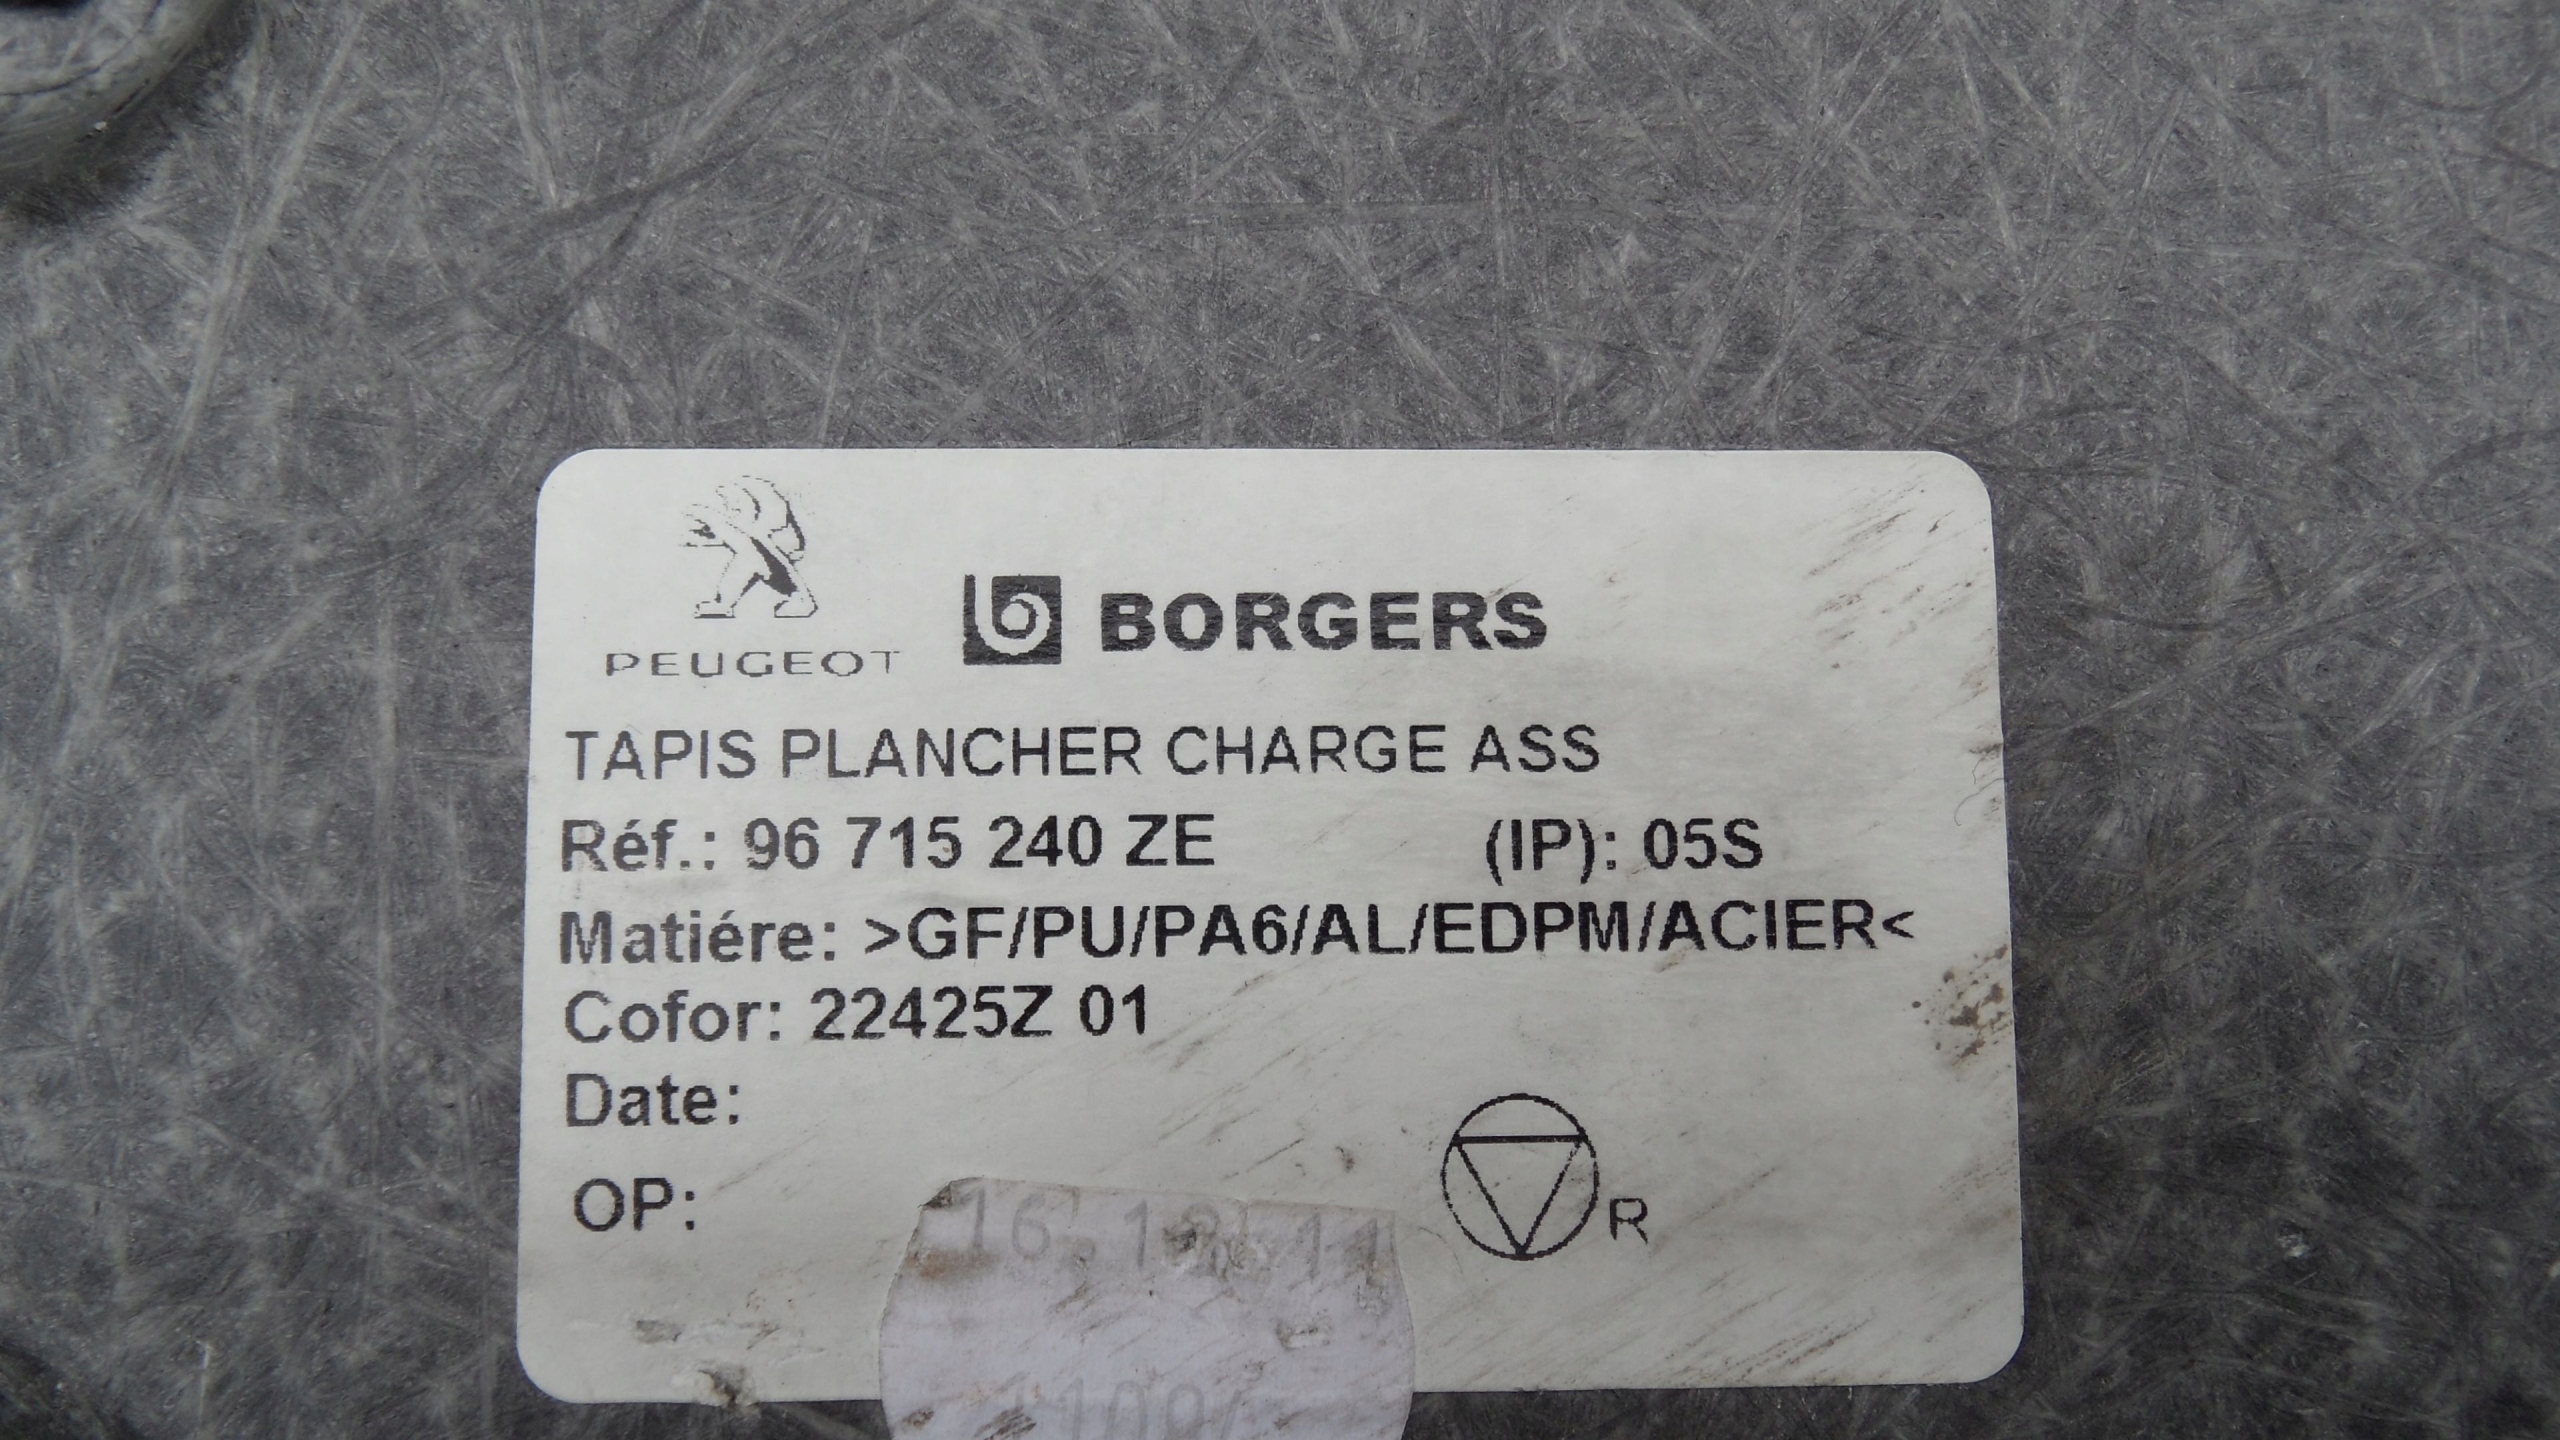 PEUGEOT
BORGERS
TAPIS PLANCHER CHARGE ASS
Réf.: 96 715 240 ZE (IP): 05S
Matiére: >GF/PU/PA6/AL/EDPM/ACIER<
Cofor: 22425Z 01
Date:
OP:
R